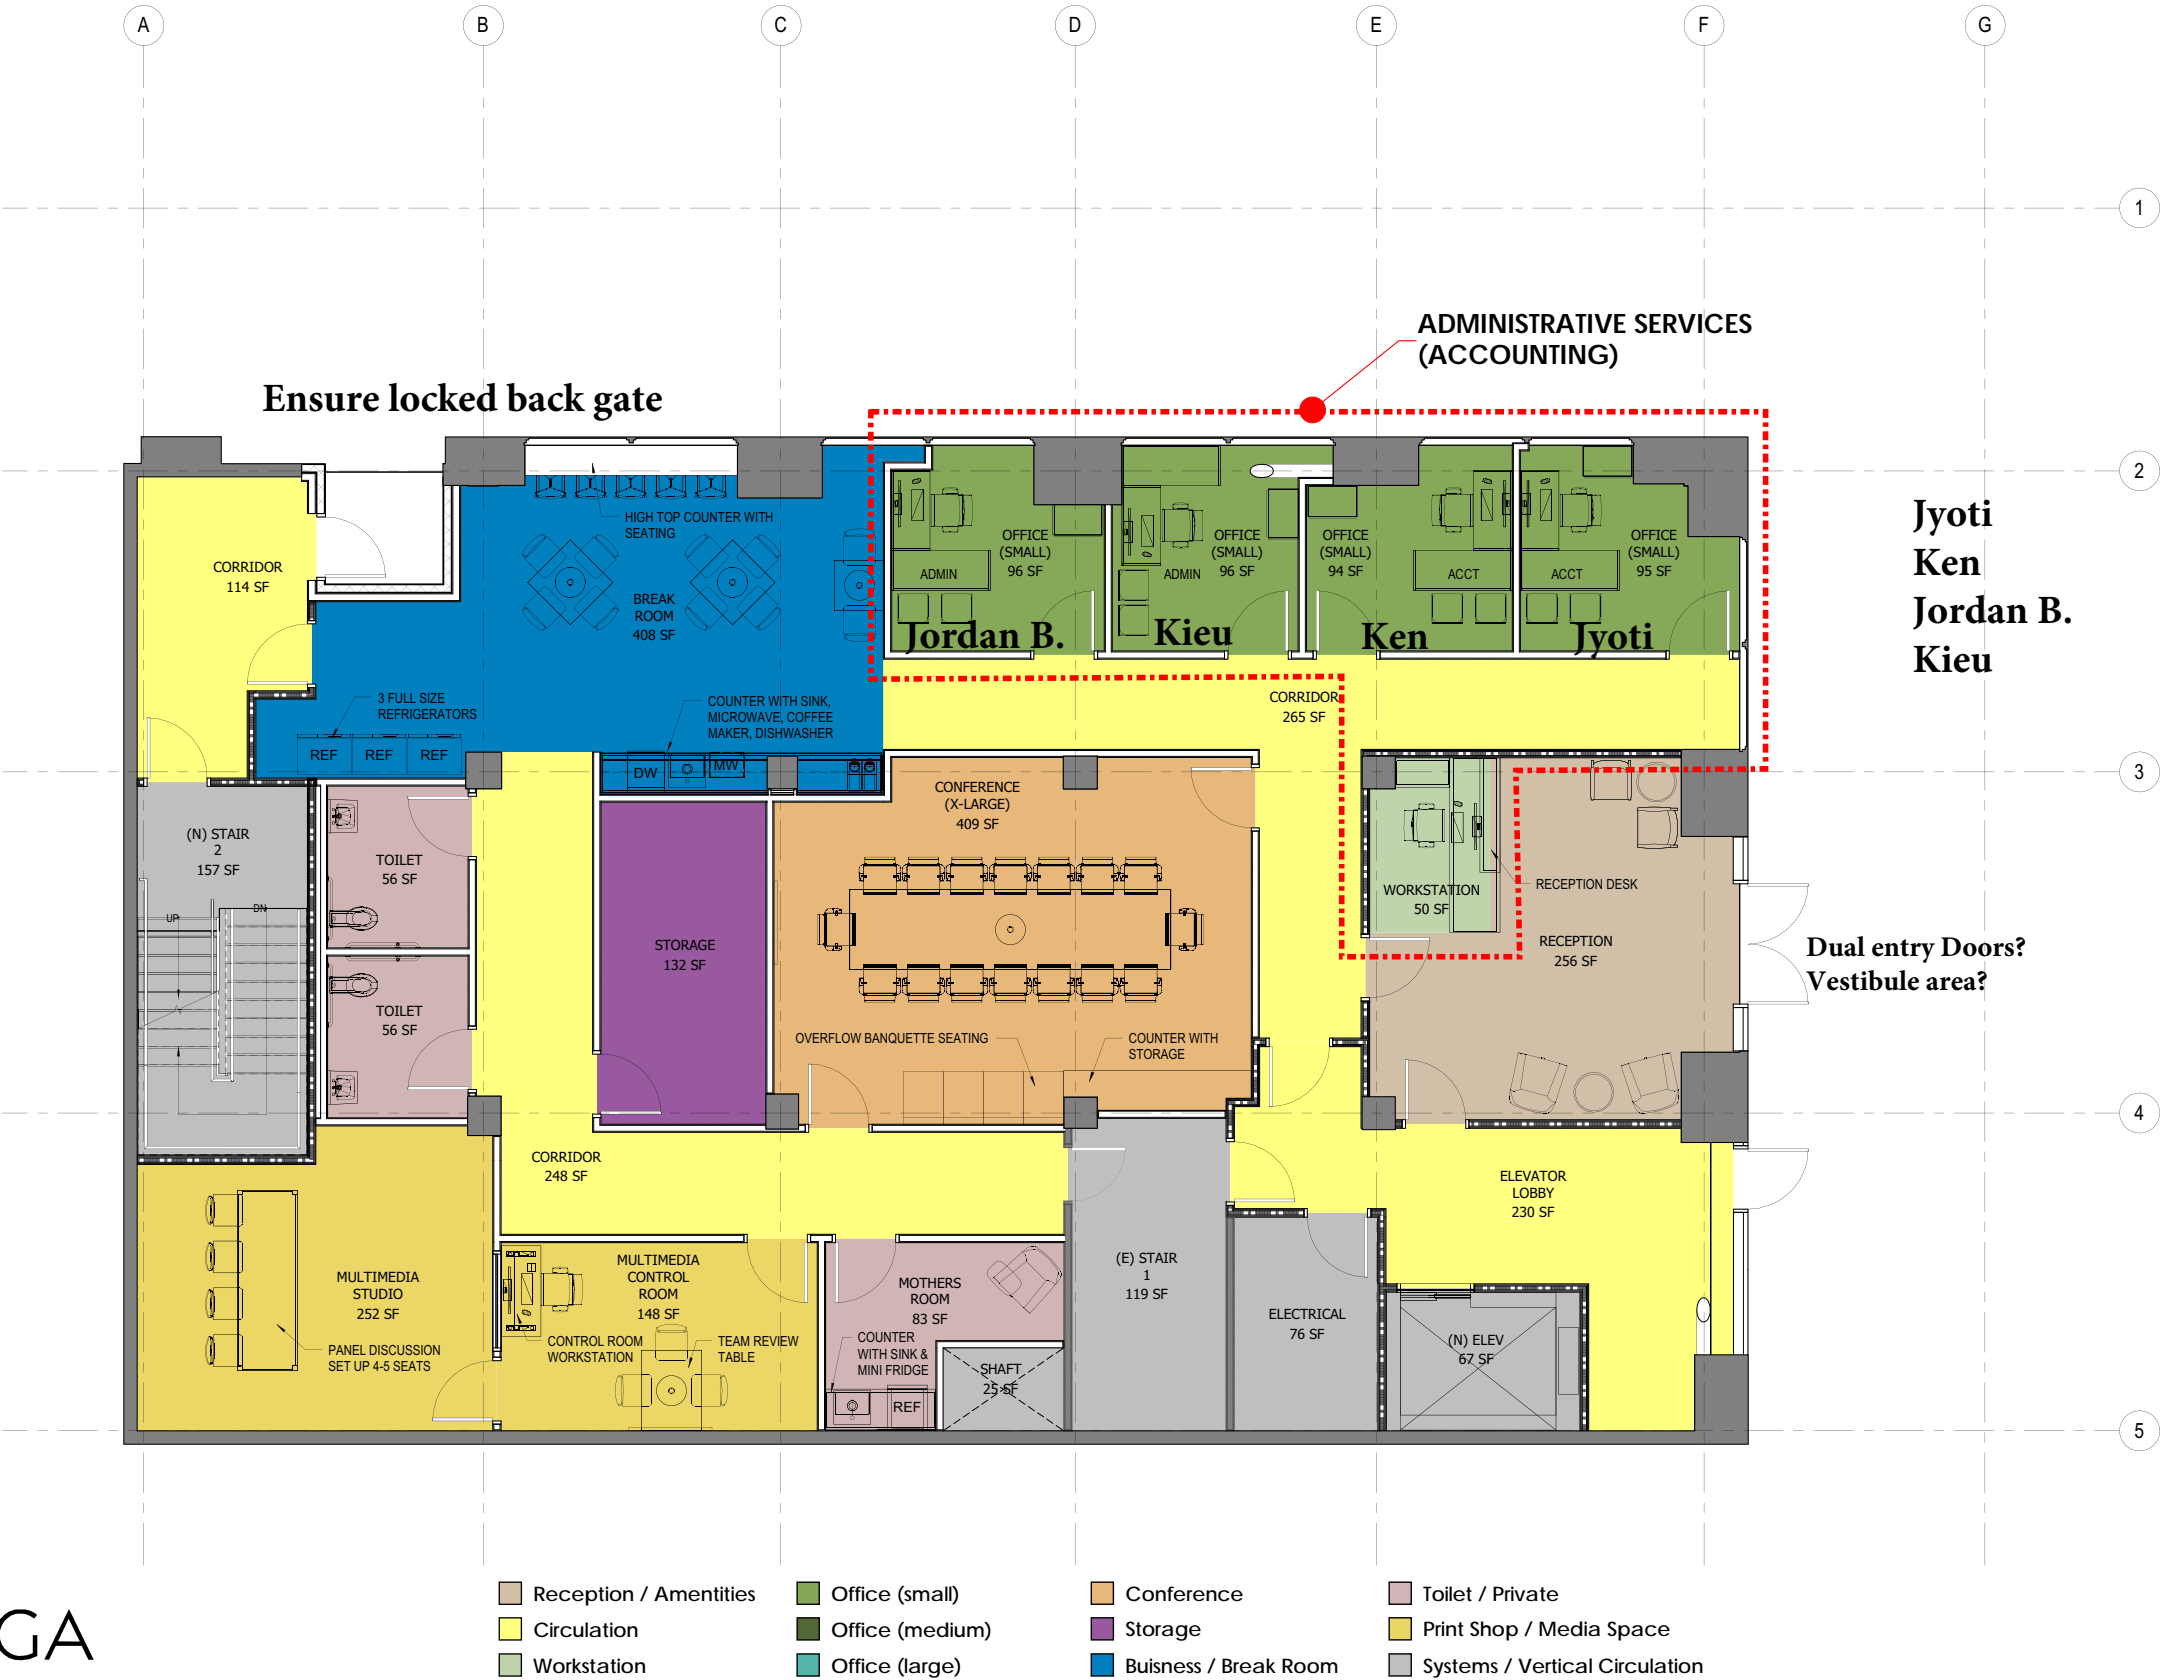 A
B
C
D
E
F
G
1
ADMINISTRATIVE SERVICES
(ACCOUNTING)
Ensure locked back gate
2
Jyoti
Ken
Jordan B.
Kieu
HIGH TOP COUNTER WITH
SEATING
CORRIDOR
114 SF
BREAK
ROOM
408 SF
OFFICE
(SMALL)
96 SF
ADMIN
Jordan B.
OFFICE
(SMALL)
96 SF
ADMIN
Kieu
OFFICE
(SMALL)
94 SF
ACCT
Ken
OFFICE
(SMALL)
95 SF
ACCT
Jyoti
3 FULL SIZE
REFRIGERATORS
REF
REF
REF
COUNTER WITH SINK,
MICROWAVE, COFFEE
MAKER, DISHWASHER
DW
MW
CORRIDOR
265 SF
3
(N) STAIR
2
157 SF
UP
DN
TOILET
56 SF
TOILET
56 SF
STORAGE
132 SF
CONFERENCE
(X-LARGE)
409 SF
OVERFLOW BANQUETTE SEATING
COUNTER WITH
STORAGE
WORKSTATION
50 SF
RECEPTION DESK
RECEPTION
256 SF
Dual entry Doors?
Vestibule area?
4
CORRIDOR
248 SF
ELEVATOR
LOBBY
230 SF
MULTIMEDIA
STUDIO
252 SF
PANEL DISCUSSION
SET UP 4-5 SEATS
MULTIMEDIA
CONTROL
ROOM
148 SF
CONTROL ROOM
WORKSTATION
TEAM REVIEW
TABLE
MOTHERS
ROOM
83 SF
COUNTER
WITH SINK &
MINI FRIDGE
REF
SHAFT
25 SF
(E) STAIR
1
119 SF
ELECTRICAL
76 SF
(N) ELEV
67 SF
5
Reception / Amentities
Circulation
Workstation
Office (small)
Office (medium)
Office (large)
Conference
Storage
Buisness / Break Room
Toilet / Private
Print Shop / Media Space
Systems / Vertical Circulation
GA